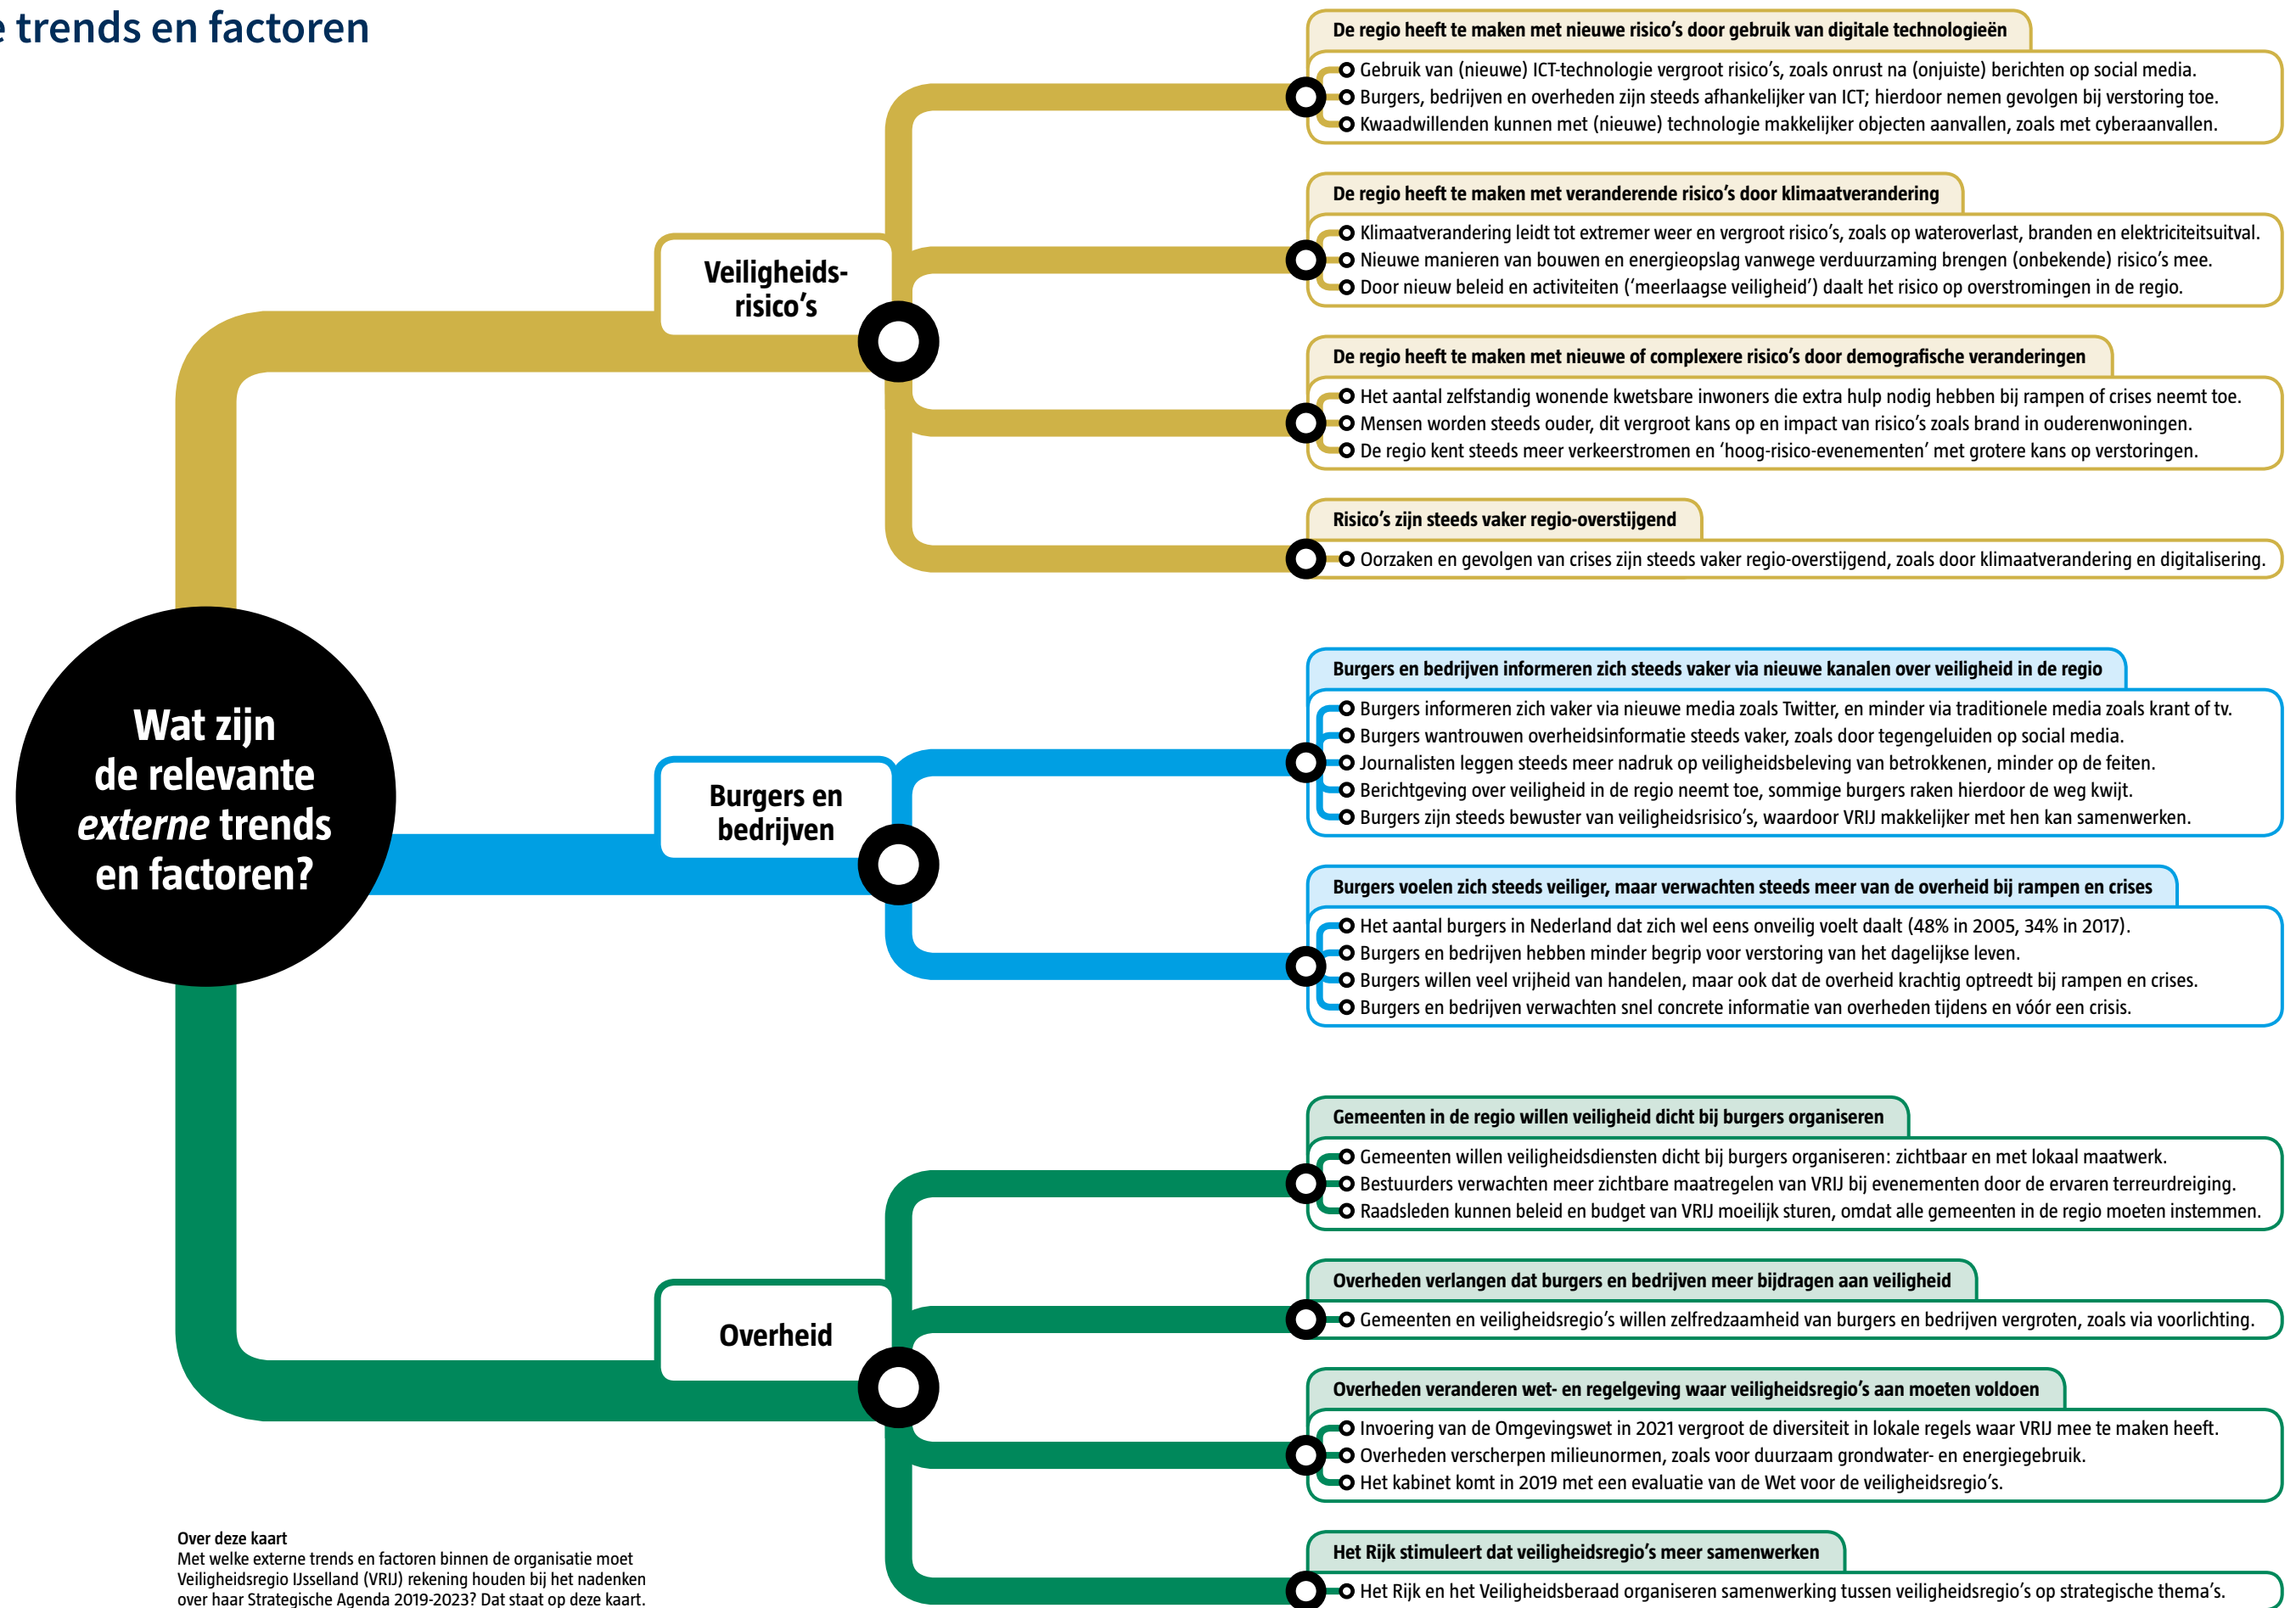 e trends en factoren
De regio heeft te maken met nieuwe risico's door gebruik van digitale technologieën
Gebruik van (nieuwe) ICT-technologie vergroot risico's, zoals onrust na (onjuiste) berichten op social media.
Burgers, bedrijven en overheden zijn steeds afhankelijker van ICT; hierdoor nemen gevolgen bij verstoring toe.
Kwaadwillenden kunnen met (nieuwe) technologie makkelijker objecten aanvallen, zoals met cyberaanvallen.
De regio heeft te maken met veranderende risico's door klimaatverandering
Klimaatverandering leidt tot extremer weer en vergroot risico's, zoals op wateroverlast, branden en elektriciteitsuitval.
Nieuwe manieren van bouwen en energieopslag vanwege verduurzaming brengen (onbekende) risico's mee.
Door nieuw beleid en activiteiten ('meerlaagse veiligheid') daalt het risico op overstromingen in de regio.
Veiligheids-
risico's
De regio heeft te maken met nieuwe of complexere risico's door demografische veranderingen
Het aantal zelfstandig wonende kwetsbare inwoners die extra hulp nodig hebben bij rampen of crises neemt toe.
Mensen worden steeds ouder, dit vergroot kans op en impact van risico's zoals brand in ouderenwoningen.
De regio kent steeds meer verkeerstromen en 'hoog-risico-evenementen' met grotere kans op verstoringen.
Risico's zijn steeds vaker regio-overstijgend
Oorzaken en gevolgen van crises zijn steeds vaker regio-overstijgend, zoals door klimaatverandering en digitalisering.
Wat zijn
de relevante
externe trends
en factoren?
Burgers en
bedrijven
Burgers en bedrijven informeren zich steeds vaker via nieuwe kanalen over veiligheid in de regio
Burgers informeren zich vaker via nieuwe media zoals Twitter, en minder via traditionele media zoals krant of tv.
Burgers wantrouwen overheidsinformatie steeds vaker, zoals door tegengeluiden op social media.
Journalisten leggen steeds meer nadruk op veiligheidsbeleving van betrokkenen, minder op de feiten.
Berichtgeving over veiligheid in de regio neemt toe, sommige burgers raken hierdoor de weg kwijt.
Burgers zijn steeds bewuster van veiligheidsrisico's, waardoor VRIJ makkelijker met hen kan samenwerken.
Burgers voelen zich steeds veiliger, maar verwachten steeds meer van de overheid bij rampen en crises
Het aantal burgers in Nederland dat zich wel eens onveilig voelt daalt (48% in 2005, 34% in 2017).
Burgers en bedrijven hebben minder begrip voor verstoring van het dagelijkse leven.
Burgers willen veel vrijheid van handelen, maar ook dat de overheid krachtig optreedt bij rampen en crises.
Burgers en bedrijven verwachten snel concrete informatie van overheden tijdens en vóór een crisis.
Overheid
Gemeenten in de regio willen veiligheid dicht bij burgers organiseren
Gemeenten willen veiligheidsdiensten dicht bij burgers organiseren: zichtbaar en met lokaal maatwerk.
Bestuurders verwachten meer zichtbare maatregelen van VRIJ bij evenementen door de ervaren terreurdreiging.
Raadsleden kunnen beleid en budget van VRIJ moeilijk sturen, omdat alle gemeenten in de regio moeten instemmen.
Overheden verlangen dat burgers en bedrijven meer bijdragen aan veiligheid
Gemeenten en veiligheidsregio's willen zelfredzaamheid van burgers en bedrijven vergroten, zoals via voorlichting.
Overheden veranderen wet- en regelgeving waar veiligheidsregio's aan moeten voldoen
Invoering van de Omgevingswet in 2021 vergroot de diversiteit in lokale regels waar VRIJ mee te maken heeft.
Overheden verscherpen milieunormen, zoals voor duurzaam grondwater- en energiegebruik.
Het kabinet komt in 2019 met een evaluatie van de Wet voor de veiligheidsregio's.
Het Rijk stimuleert dat veiligheidsregio's meer samenwerken
Het Rijk en het Veiligheidsberaad organiseren samenwerking tussen veiligheidsregio's op strategische thema's.
Over deze kaart
Met welke externe trends en factoren binnen de organisatie moet
Veiligheidsregio IJsselland (VRIJ) rekening houden bij het nadenken
over haar Strategische Agenda 2019-2023? Dat staat op deze kaart.